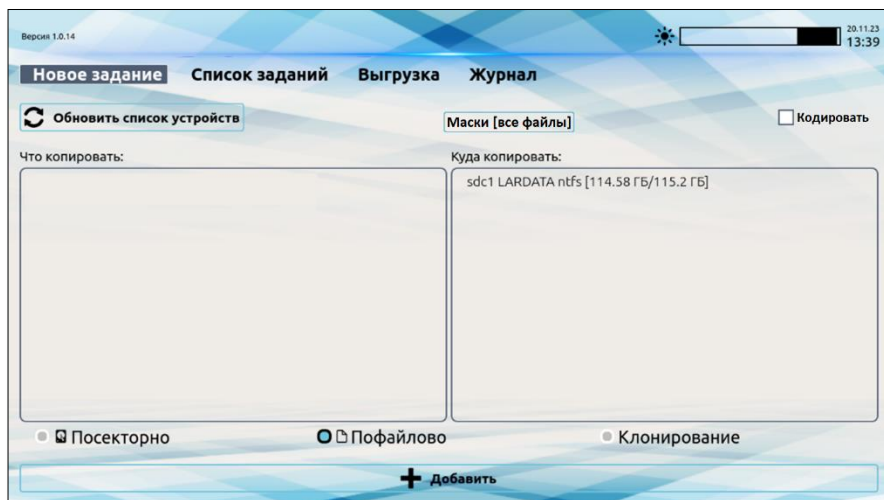 Версия 1.0.14
20.11.23
13:39
Новое задание Список заданий Выгрузка Журнал
Обновить список устройств Маски [все файлы] Кодировать
Что копировать: Куда копировать:
sdc1 LARDATA ntfs [114.58 ГБ/115.2 ГБ]
Посекторно Пофайлово Клонирование
Добавить